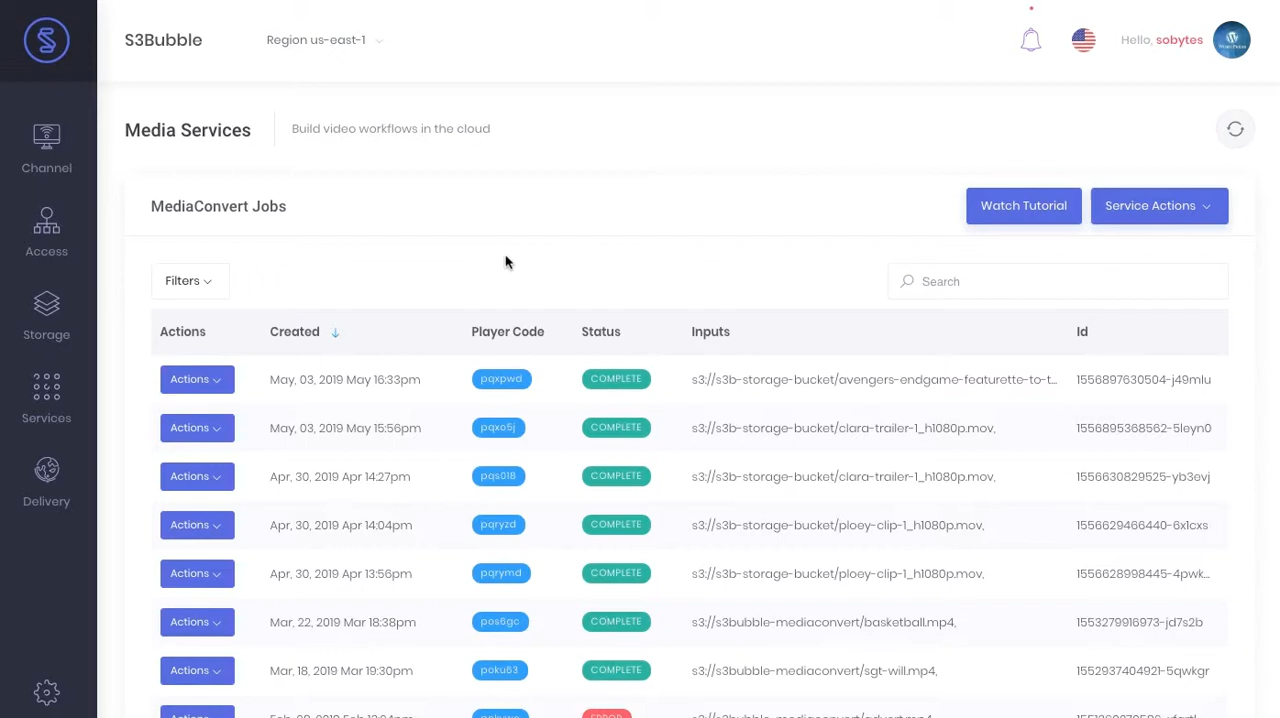 S3Bubble
Region us-east-1
Hello, sobytes
Channel
Access
Storage
Services
Delivery
Media Services
Build video workflows in the cloud
MediaConvert Jobs
Watch Tutorial
Service Actions
Filters
Search
Actions Created Player Code Status Inputs Id
Actions May, 03, 2019 May 16:33pm pqxpwd COMPLETE s3://s3b-storage-bucket/avengers-endgame-featurette-to-t... 1556897630504-j49mlu
Actions May, 03, 2019 May 15:56pm pqxo5j COMPLETE s3://s3b-storage-bucket/clara-trailer-1_h1080p.mov, 1556895368562-5leyn0
Actions Apr, 30, 2019 Apr 14:27pm pqs018 COMPLETE s3://s3b-storage-bucket/clara-trailer-1_h1080p.mov, 1556630829525-yb3evj
Actions Apr, 30, 2019 Apr 14:04pm pqryzd COMPLETE s3://s3b-storage-bucket/ploey-clip-1_h1080p.mov, 1556629466440-6x1cxs
Actions Apr, 30, 2019 Apr 13:56pm pqrymd COMPLETE s3://s3b-storage-bucket/ploey-clip-1_h1080p.mov, 1556628998445-4pwk...
Actions Mar, 22, 2019 Mar 18:38pm pos6gc COMPLETE s3://s3bubble-mediaconvert/basketball.mp4, 1553279916973-jd7s2b
Actions Mar, 18, 2019 Mar 19:30pm poku63 COMPLETE s3://s3bubble-mediaconvert/sgt-will.mp4, 1552937404921-5qwkgr